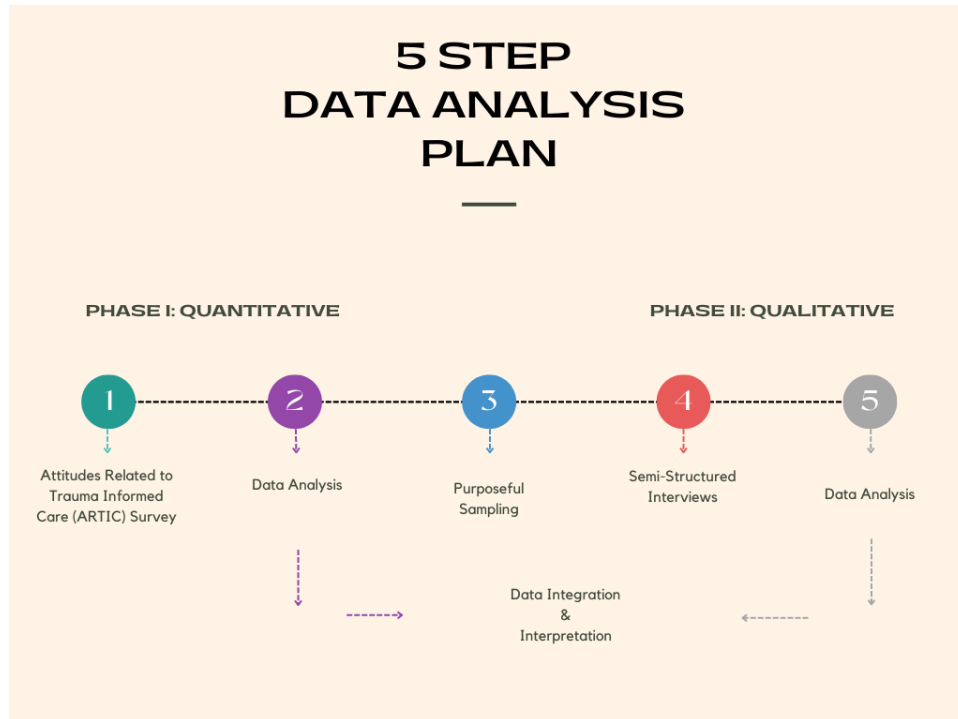 5 STEP
DATA ANALYSIS
PLAN
PHASE I: QUANTITATIVE
PHASE II: QUALITATIVE
1
2
3
4
5
Attitudes Related to
Trauma Informed
Care (ARTIC) Survey
Data Analysis
Purposeful
Sampling
Semi-Structured
Interviews
Data Analysis
Data Integration
&
Interpretation